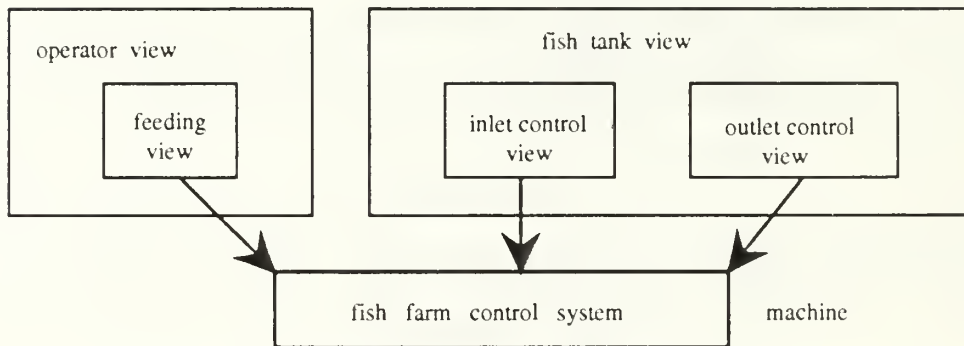 operator view
fish tank view
feeding
view
inlet control
view
outlet control
view
fish farm control system
machine